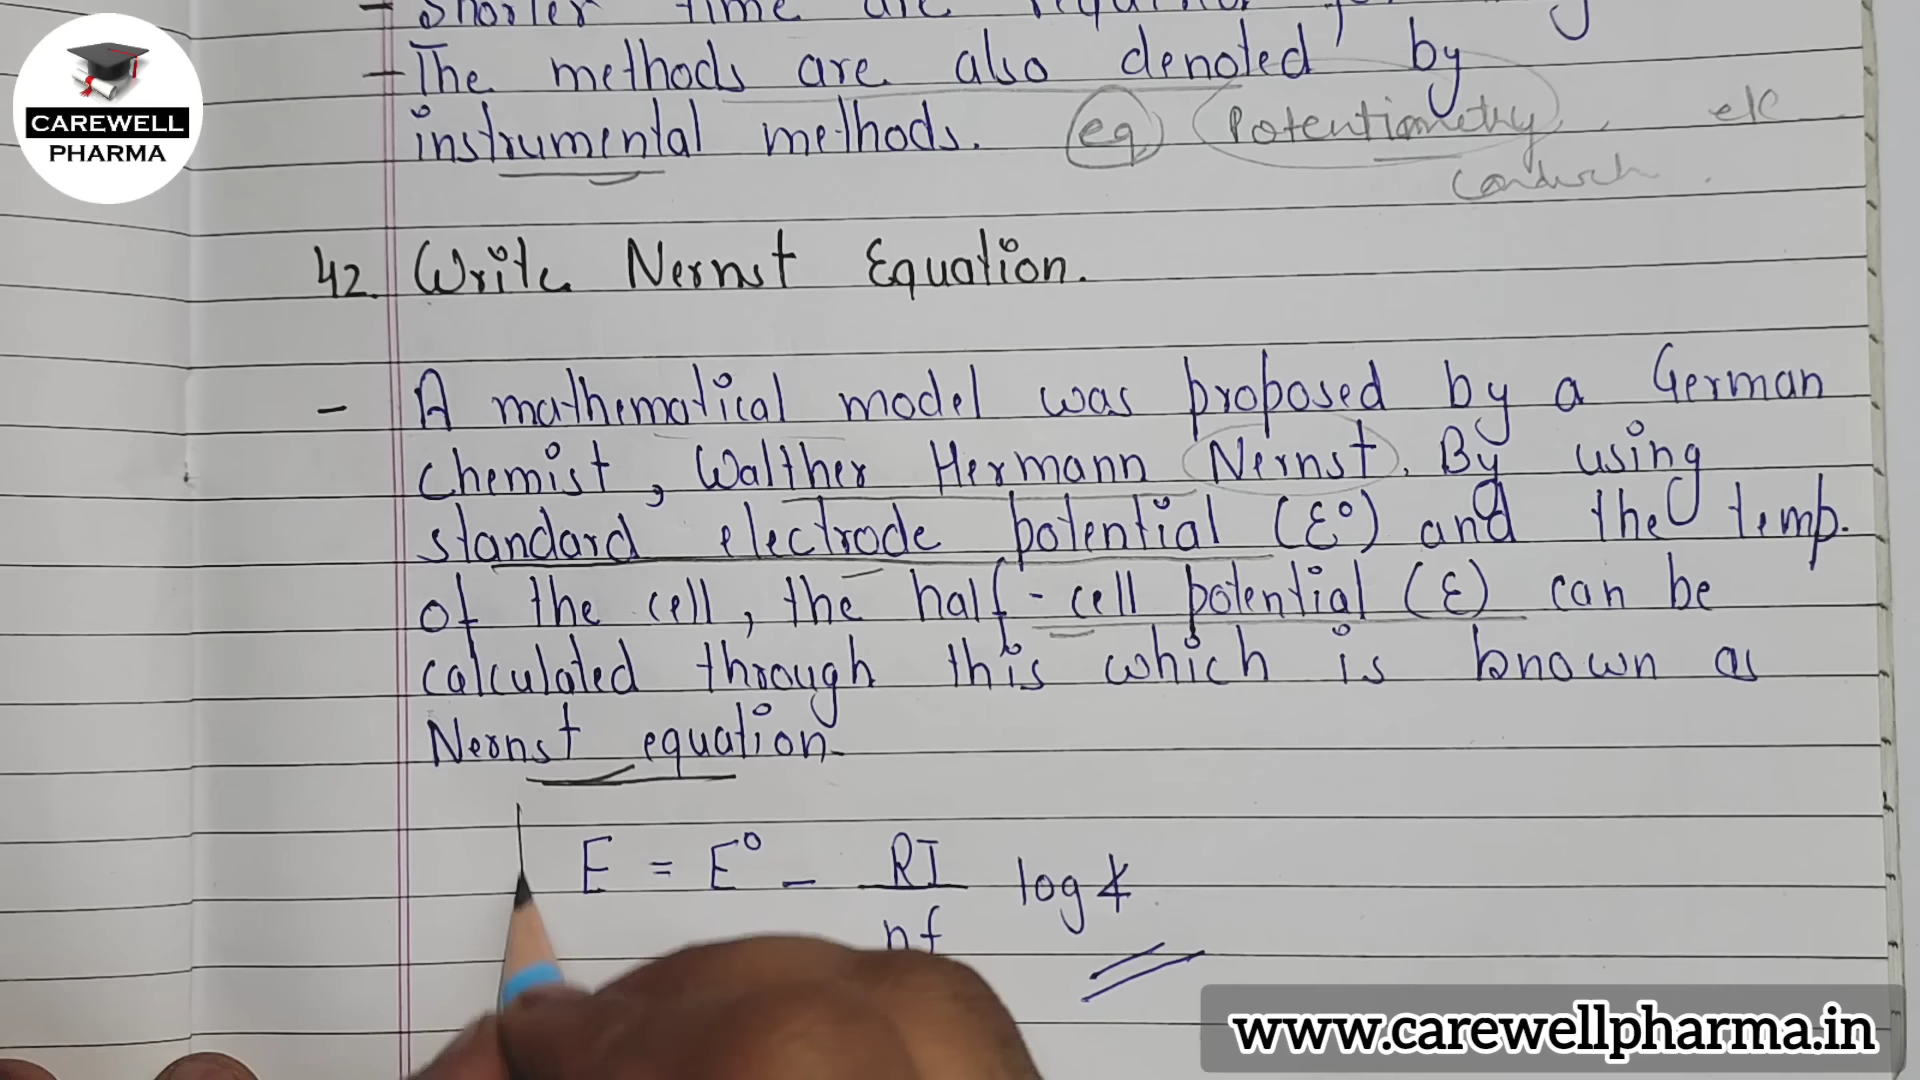 - Shorter time are
- The methods are also denoted by
instrumental methods. eg Potentiometry, etc
42. Write Nernst Equation.
- A mathematical model was proposed by a German
chemist, Walther Hermann Nernst. By using
standard electrode potential (E°) and the temp.
of the cell, the half-cell potential (E) can be
calculated through this which is known as
Nernst equation.
E = E° - RT/nf log K
CAREWELL
PHARMA
www.carewellpharma.in